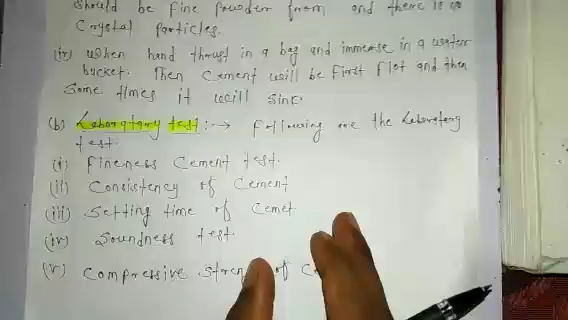 should be fine powder from and there is no
Crystal Particles.
(iv) When hand thrust in a bag and immerse in a water
bucket. Then Cement will be First Flot and then
Some times it will sink.
(b) Laboratory test :→ Following are the Laboratory
test.
(i) Fineness Cement test.
(ii) Consistency of Cement
(iii) Setting time of Cemet
(iv) Soundness test.
(v) Compressive of